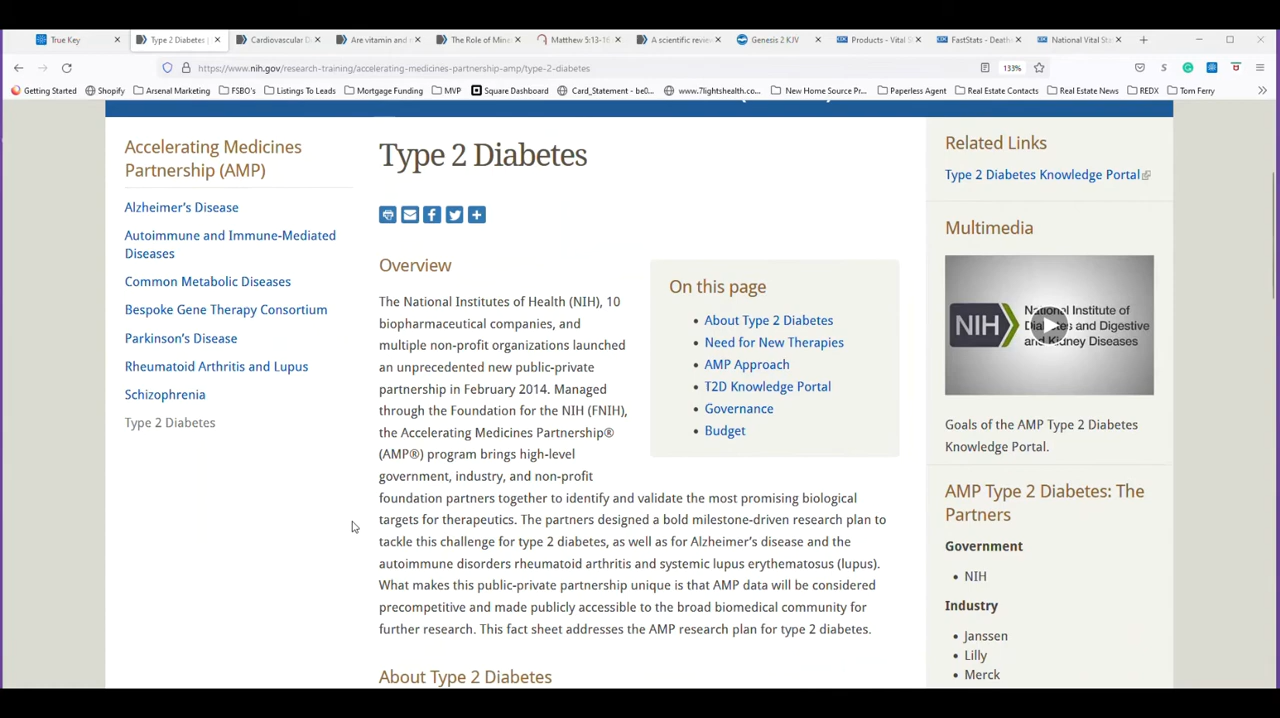 True Key
Type 2 Diabetes |
Cardiovascular D
Are vitamin and
The Role of Min
Matthew 5:13-1
A scientific revie
Genesis 2 KJV
Products - Vital S
FastStats - Death
National Vital Sta
https://www.nih.gov/research-training/accelerating-medicines-partnership-amp/type-2-diabetes
133%
Getting Started
Shopify
Arsenal Marketing
FSBO's
Listings To Leads
Mortgage Funding
MVP
Square Dashboard
Card_Statement - be0...
www.7lightshealth.co...
New Home Source Pr...
Paperless Agent
Real Estate Contacts
Real Estate News
REDX
Tom Ferry
Accelerating Medicines
Partnership (AMP)
Alzheimer's Disease
Autoimmune and Immune-Mediated
Diseases
Common Metabolic Diseases
Bespoke Gene Therapy Consortium
Parkinson's Disease
Rheumatoid Arthritis and Lupus
Schizophrenia
Type 2 Diabetes
Type 2 Diabetes
Overview
The National Institutes of Health (NIH), 10
biopharmaceutical companies, and
multiple non-profit organizations launched
an unprecedented new public-private
partnership in February 2014. Managed
through the Foundation for the NIH (FNIH),
the Accelerating Medicines Partnership®
(AMP®) program brings high-level
government, industry, and non-profit
foundation partners together to identify and validate the most promising biological
targets for therapeutics. The partners designed a bold milestone-driven research plan to
tackle this challenge for type 2 diabetes, as well as for Alzheimer's disease and the
autoimmune disorders rheumatoid arthritis and systemic lupus erythematosus (lupus).
What makes this public-private partnership unique is that AMP data will be considered
precompetitive and made publicly accessible to the broad biomedical community for
further research. This fact sheet addresses the AMP research plan for type 2 diabetes.
About Type 2 Diabetes
On this page
About Type 2 Diabetes
Need for New Therapies
AMP Approach
T2D Knowledge Portal
Governance
Budget
Related Links
Type 2 Diabetes Knowledge Portal
Multimedia
NIH
National Institute of
Diabetes and Digestive
and Kidney Diseases
Goals of the AMP Type 2 Diabetes
Knowledge Portal.
AMP Type 2 Diabetes: The
Partners
Government
NIH
Industry
Janssen
Lilly
Merck